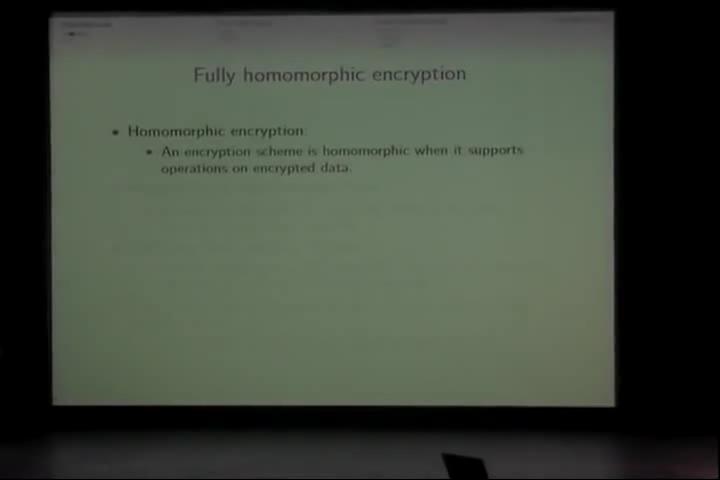 Fully homomorphic encryption
Homomorphic encryption:
An encryption scheme is homomorphic when it supports
operations on encrypted data.